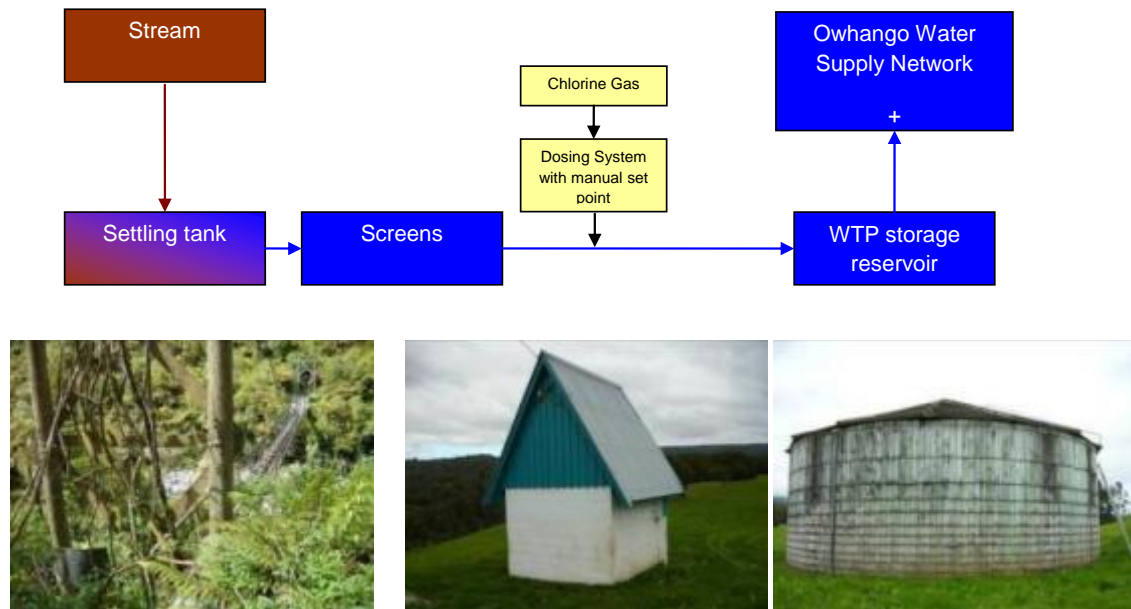 Stream
Owhango Water
Supply Network
+
Chlorine Gas
Dosing System
with manual set
point
Settling tank
Screens
WTP storage
reservoir